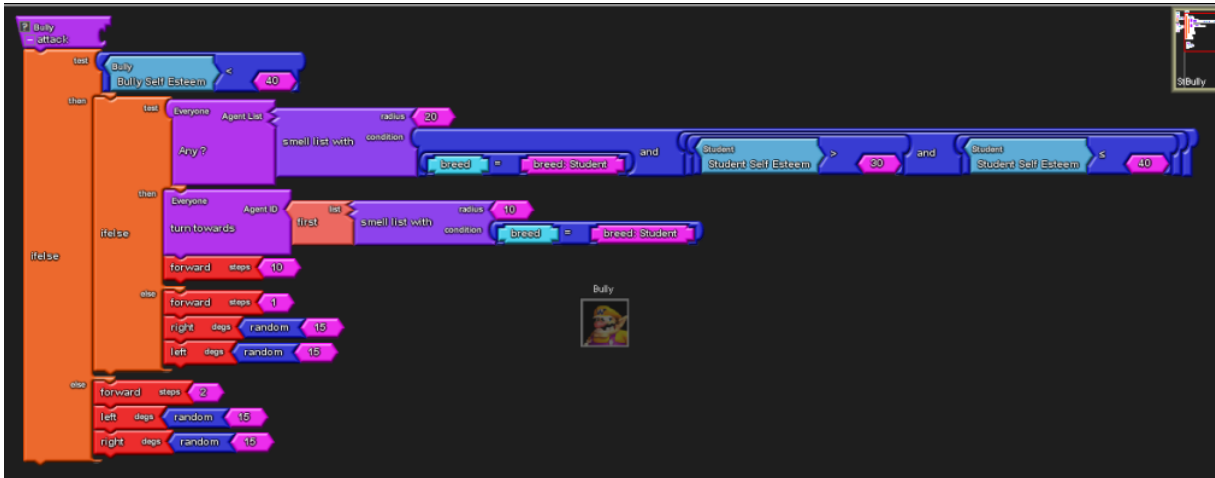 Bully
– attack
test
Bully
Bully Self Esteem
<
40
then
test
Everyone
Agent List
Any ?
smell list with
radius
20
condition
breed
=
breed: Student
and
Student
Student Self Esteem
>
30
and
Student
Student Self Esteem
≤
40
then
Everyone
Agent ID
turn towards
first
list
smell list with
radius
10
condition
breed
=
breed: Student
ifelse
ifelse
forward steps 10
else
forward steps 1
right degs random 15
left degs random 15
else
forward steps 2
left degs random 15
right degs random 15
Bully
StBully